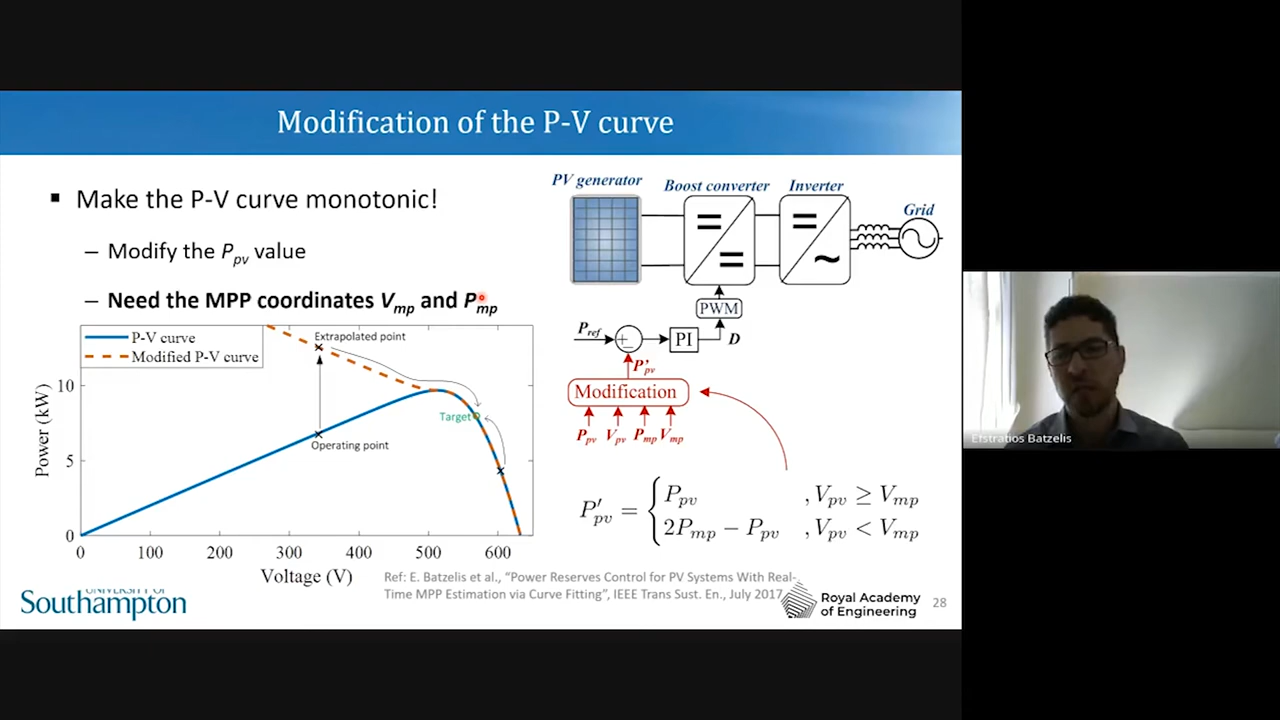 Modification of the P-V curve
▪ Make the P-V curve monotonic!
– Modify the Ppv value
– Need the MPP coordinates Vmp and Pmp
P-V curve
Modified P-V curve
Extrapolated point
Target
Operating point
Power (kW)
10
5
0
0 100 200 300 400 500 600
Voltage (V)
PV generator
Boost converter
Inverter
Grid
PWM
Pref
+
−
PI
D
P'pv
Modification
Ppv Vpv Pmp Vmp
P'pv = { Ppv , Vpv ≥ Vmp
2Pmp − Ppv , Vpv < Vmp
Ref: E. Batzelis et al., “Power Reserves Control for PV Systems With Real-
Time MPP Estimation via Curve Fitting”, IEEE Trans Sust. En., July 2017
UNIVERSITY OF
Southampton
Royal Academy
of Engineering
28
Efstratios Batzelis